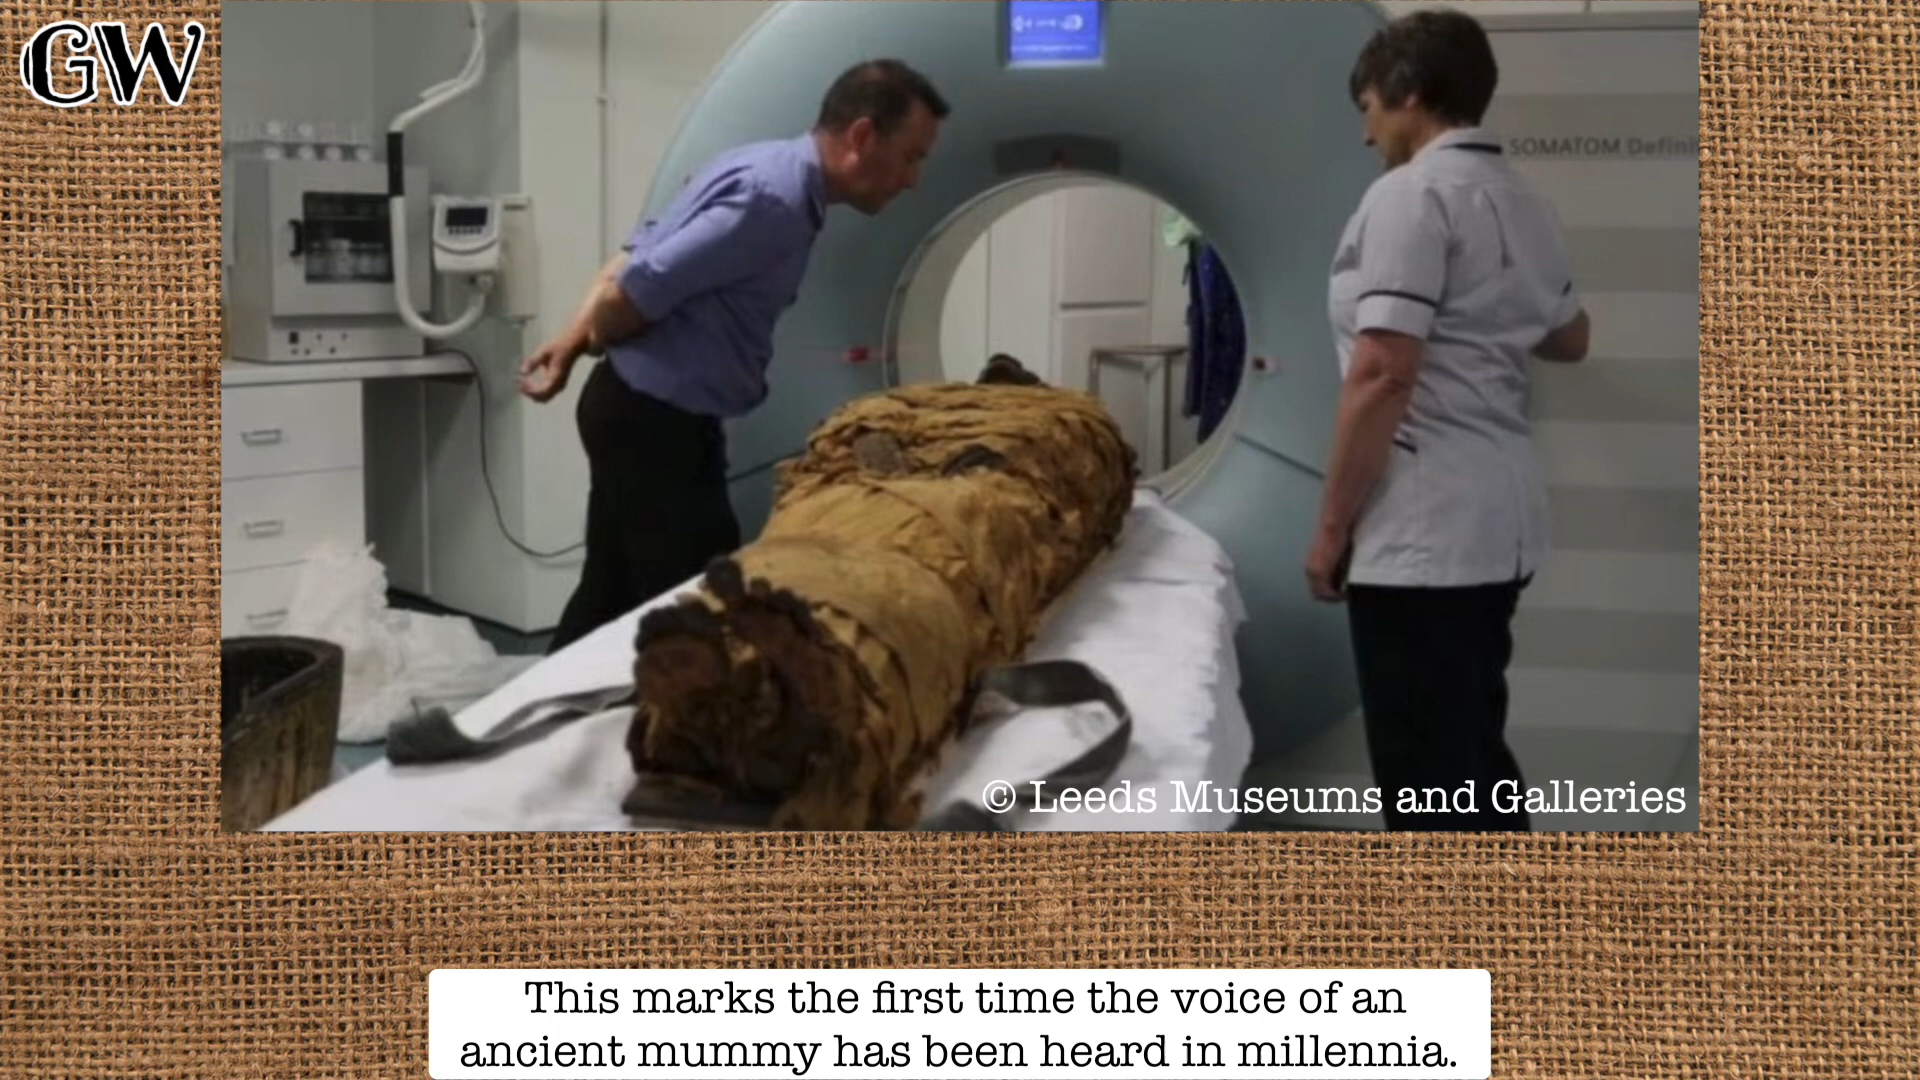 GW
SOMATOM Defini
© Leeds Museums and Galleries
This marks the first time the voice of an
ancient mummy has been heard in millennia.